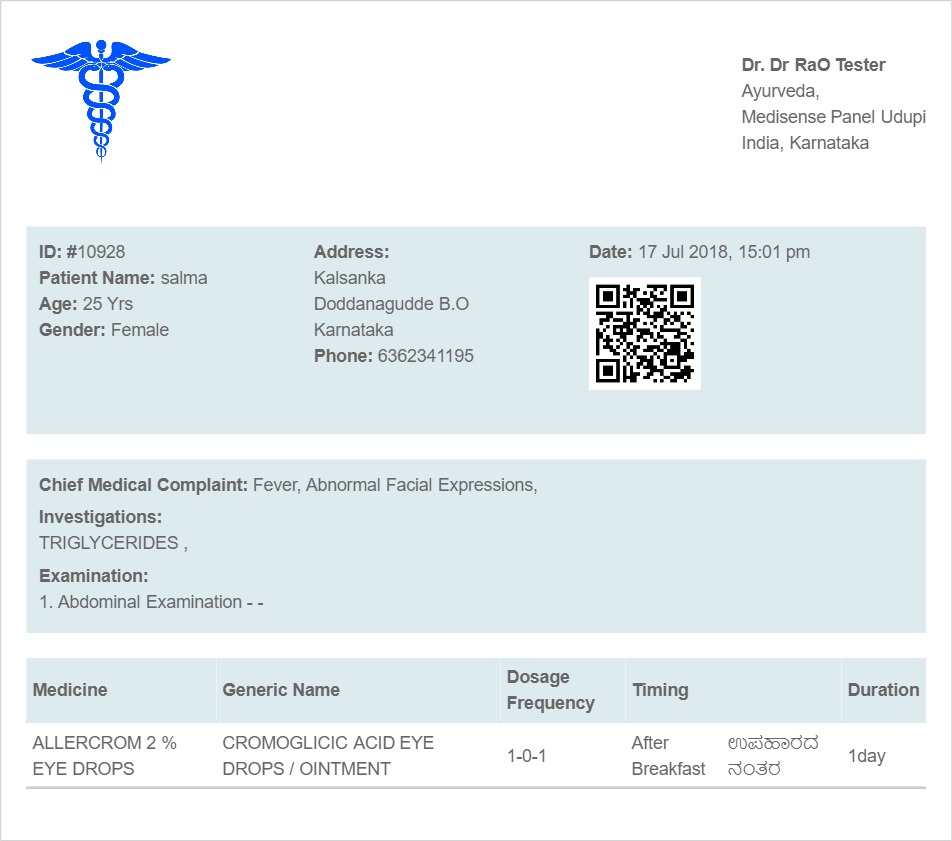 Dr. Dr RaO Tester
Ayurveda,
Medisense Panel Udupi
India, Karnataka
ID: #10928
Patient Name: salma
Age: 25 Yrs
Gender: Female
Address:
Kalsanka
Doddanagudde B.O
Karnataka
Phone: 6362341195
Date: 17 Jul 2018, 15:01 pm
Chief Medical Complaint: Fever, Abnormal Facial Expressions,
Investigations:
TRIGLYCERIDES ,
Examination:
1. Abdominal Examination - -
Medicine
Generic Name
Dosage
Frequency
Timing
Duration
ALLERCROM 2 %
EYE DROPS
CROMOGLICIC ACID EYE
DROPS / OINTMENT
1-0-1
After
Breakfast
ಉಪಹಾರದ
ನಂತರ
1day